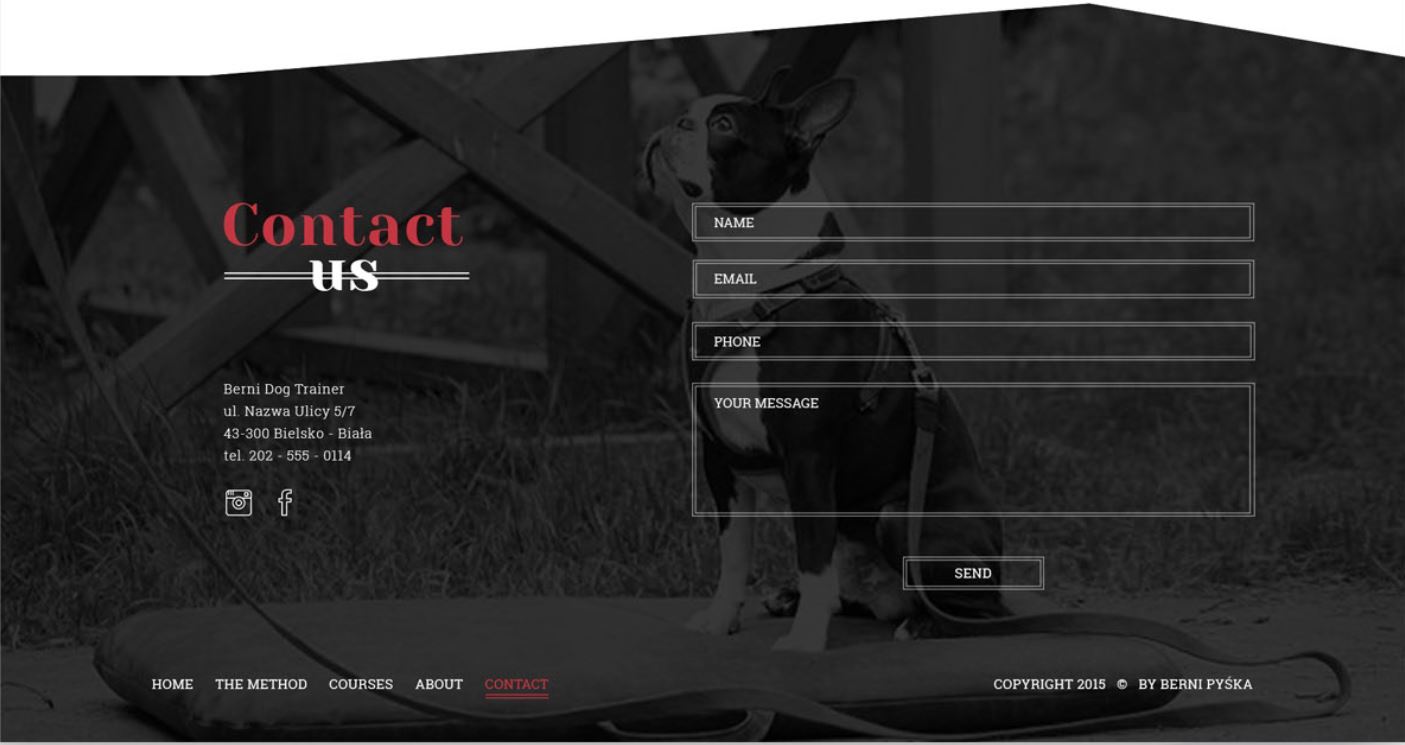 Contact
us
Berni Dog Trainer
ul. Nazwa Ulicy 5/7
43-300 Bielsko - Biała
tel. 202 - 555 - 0114
NAME
EMAIL
PHONE
YOUR MESSAGE
SEND
HOME THE METHOD COURSES ABOUT CONTACT
COPYRIGHT 2015 © BY BERNI PYŚKA